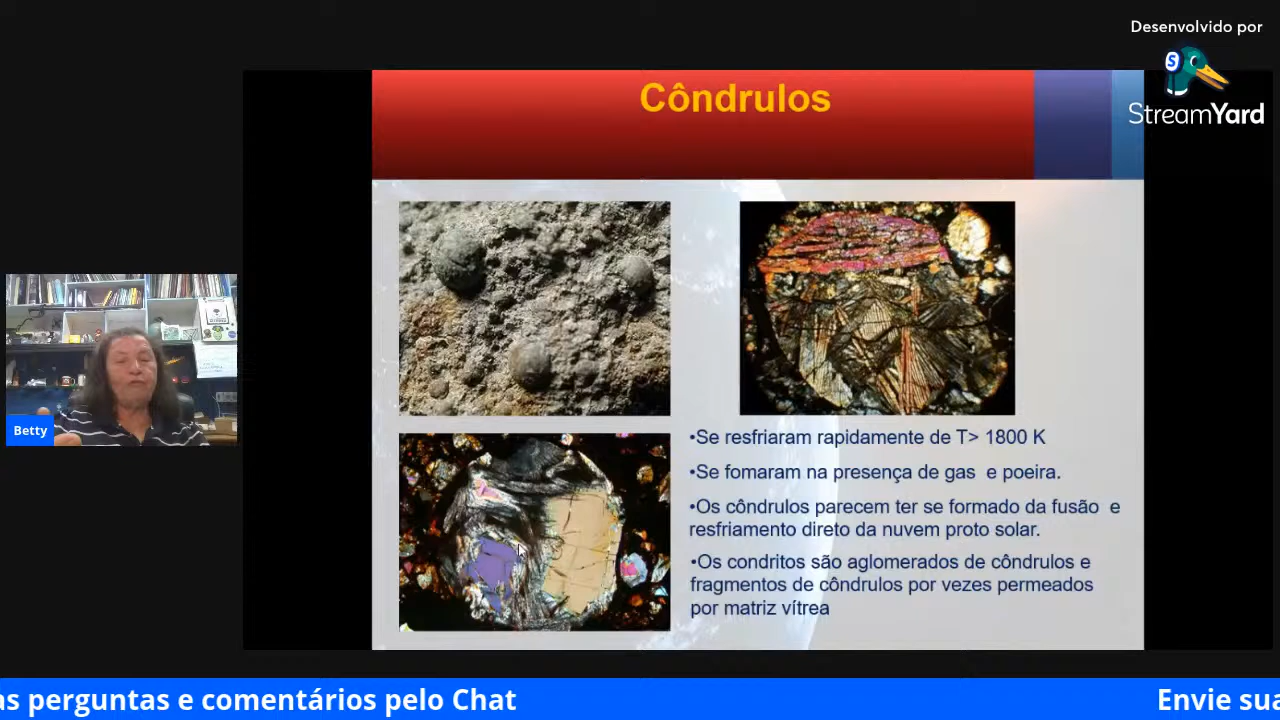 Desenvolvido por
S
StreamYard
Côndrulos
•Se resfriaram rapidamente de T> 1800 K
•Se fomaram na presença de gas e poeira.
•Os côndrulos parecem ter se formado da fusão e
resfriamento direto da nuvem proto solar.
•Os condritos são aglomerados de côndrulos e
fragmentos de côndrulos por vezes permeados
por matriz vítrea
Betty
as perguntas e comentários pelo Chat
Envie sua